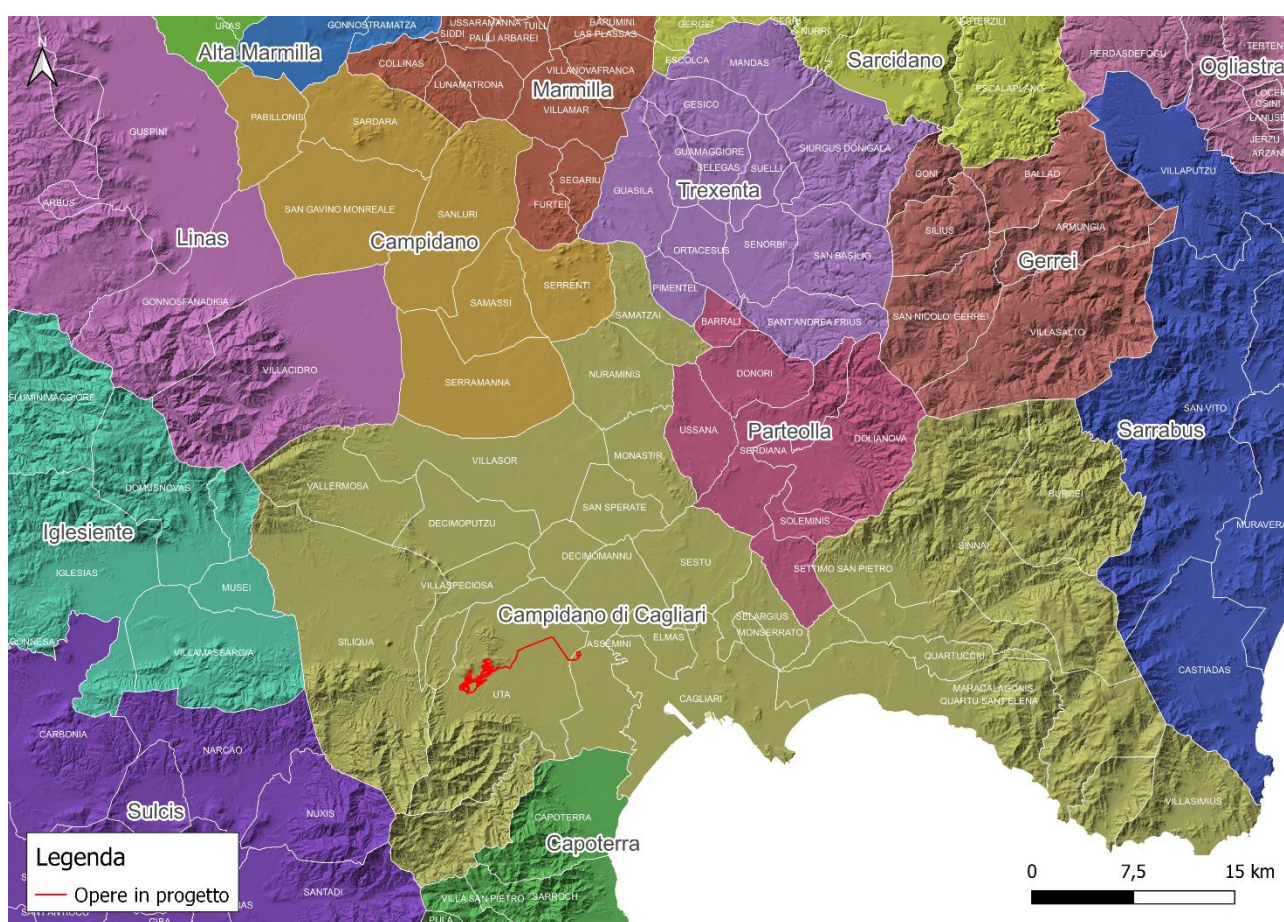 N
URAS
GONNOSTRAMATZA
Alta Marmilla
USSARAMANNA
TUILI
BARUMINI
SIDDI
PAULI ARBAREI
LAS PLASSAS
COLLINAS
LUNAMATRONA
VILLANOVAFRANCA
Marmilla
VILLAMAR
GERGEI
SERRI
NURRI
ESTERZILI
ESCOLCA
MANDAS
Sarcidano
ESCALAPLANO
PERDASDEFOGU
Ogliastra
JERZU
GUSPINI
PABILLONIS
SARDARA
GESICO
GUAMAGGIORE
SELEGAS
SUELLI
SIURGUS DONIGALA
GUASILA
Trexenta
SEGARIU
FURTEI
GONI
BALLAO
VILLAPUTZU
ARBUS
SAN GAVINO MONREALE
SANLURI
Linas
Campidano
ORTACESUS
SENORBI'
SAN BASILIO
SILIUS
ARMUNGIA
Gerrei
GONNOSFANADIGA
SAMASSI
SERRENTI
PIMENTEL
SAMATZAI
BARRALI
SANT'ANDREA FRIUS
SAN NICOLO' GERREI
VILLASALTO
VILLACIDRO
SERRAMANNA
NURAMINIS
DONORI
SAN VITO
Sarrabus
USSANA
Parteolla
SERDIANA
DOLIANOVA
VILLASOR
MONASTIR
DOMUSNOVAS
VALLERMOSA
DECIMOPUTZU
SAN SPERATE
SOLEMINIS
BURCEI
MURAVERA
Iglesiente
IGLESIAS
MUSEI
VILLASPECIOSA
DECIMOMANNU
SESTU
SETTIMO SAN PIETRO
SINNAI
Campidano di Cagliari
SELARGIUS
MONSERRATO
ELMAS
ASSEMINI
SILIQUA
UTA
CAGLIARI
QUARTUCCIU
MARACALAGONIS
QUARTU SANT'ELENA
CASTIADAS
VILLAMASSARGIA
CARBONIA
NARCAO
Sulcis
NUXIS
VILLASIMIUS
CAPOTERRA
Capoterra
SANTADI
VILLA SAN PIETRO
SARROCH
PULA
Legenda
Opere in progetto
0 7,5 15 km